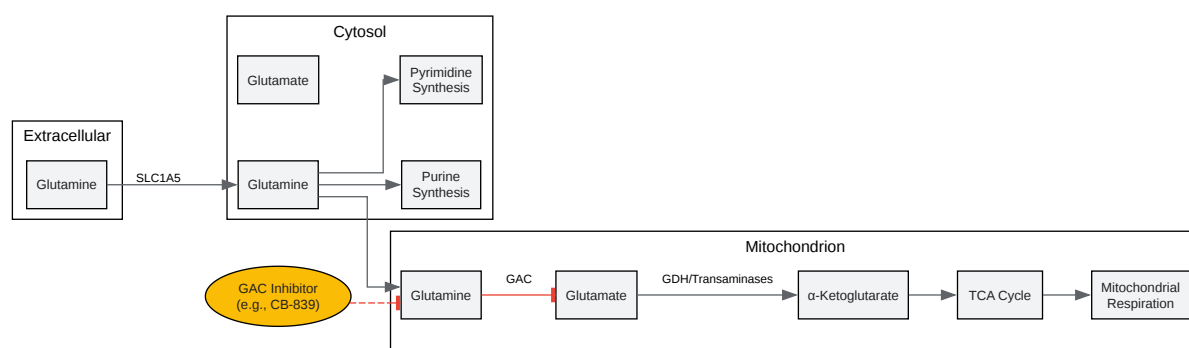 Cytosol
Glutamate
Pyrimidine
Synthesis
Extracellular
Glutamine
SLC1A5
Glutamine
Purine
Synthesis
Mitochondrion
GAC Inhibitor
(e.g., CB-839)
Glutamine
GAC
Glutamate
GDH/Transaminases
α-Ketoglutarate
TCA Cycle
Mitochondrial
Respiration